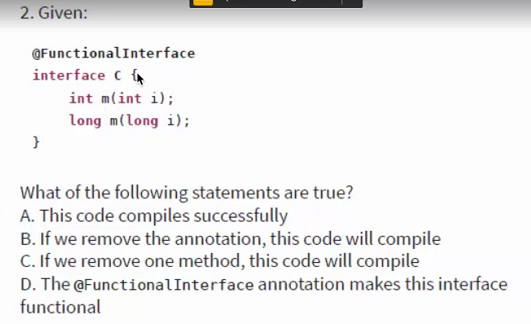 2. Given:
@FunctionalInterface
interface C {
int m(int i);
long m(long i);
}
What of the following statements are true?
A. This code compiles successfully
B. If we remove the annotation, this code will compile
C. If we remove one method, this code will compile
D. The @FunctionalInterface annotation makes this interface
functional